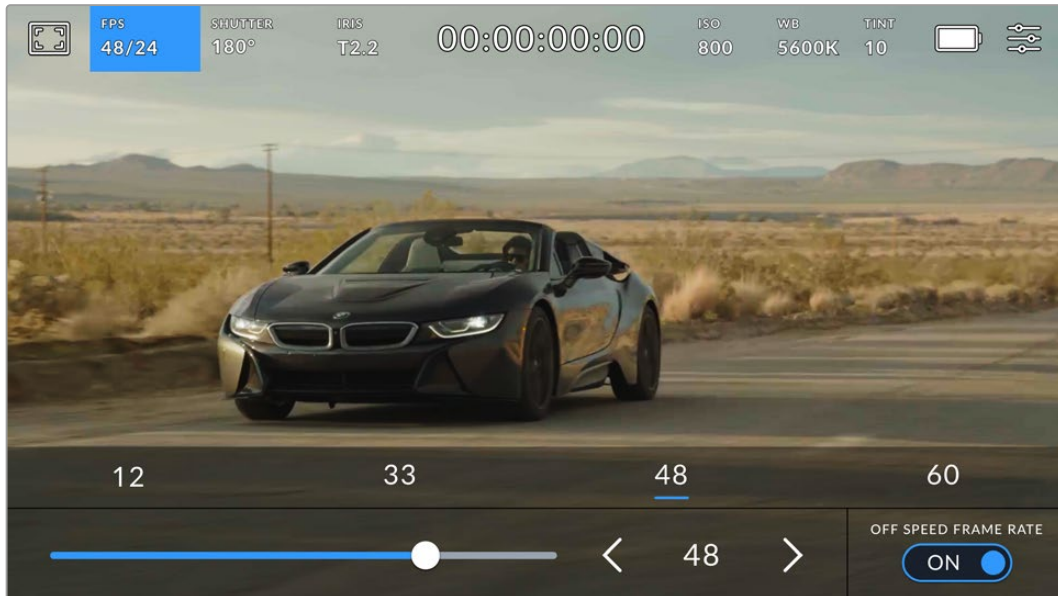 FPS
48/24
SHUTTER
180°
IRIS
T2.2
00:00:00:00
ISO
800
WB
5600K
TINT
10
12 33 48 60
OFF SPEED FRAME RATE
48
ON